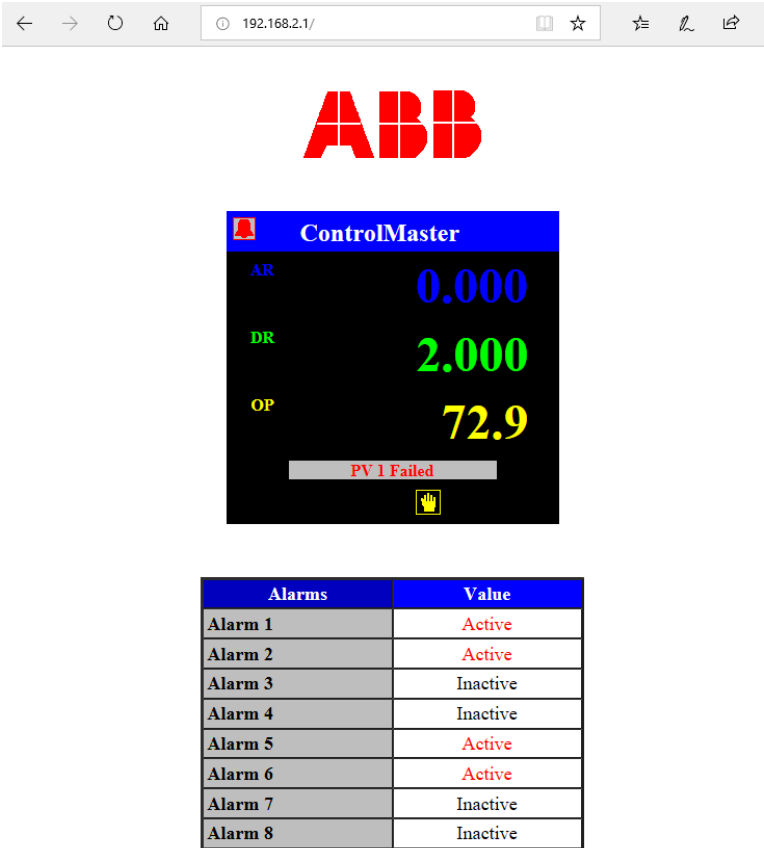 192.168.2.1/
ABB
ControlMaster
AR 0.000
DR 2.000
OP 72.9
PV 1 Failed
Alarms Value
Alarm 1 Active
Alarm 2 Active
Alarm 3 Inactive
Alarm 4 Inactive
Alarm 5 Active
Alarm 6 Active
Alarm 7 Inactive
Alarm 8 Inactive